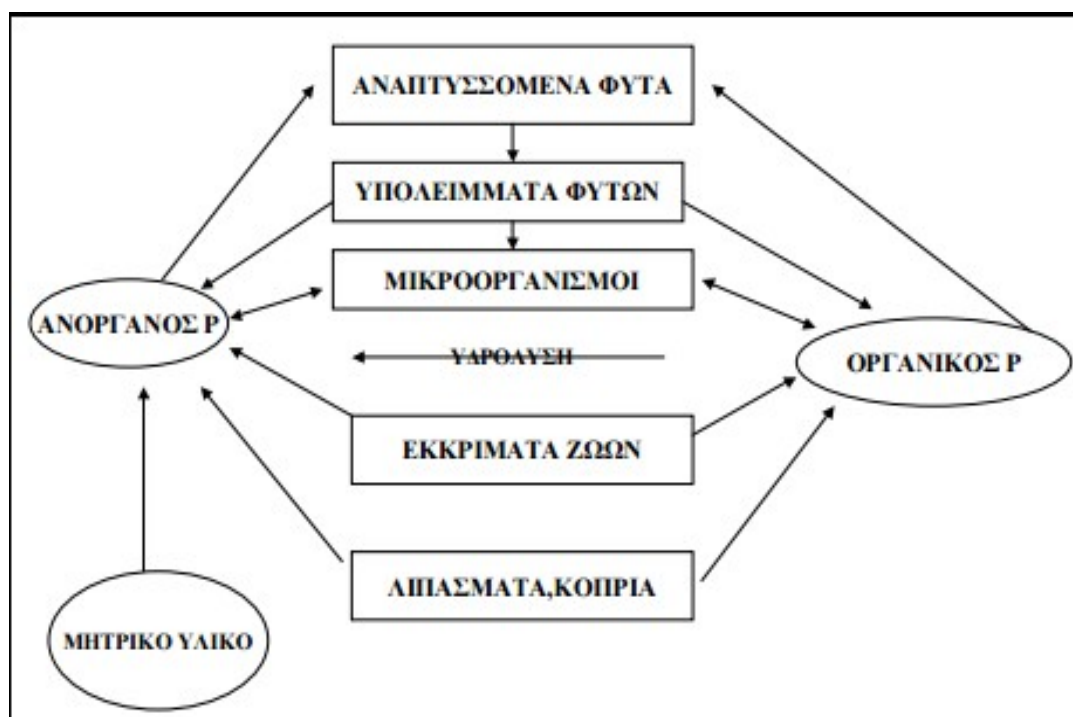 ΑΝΑΠΤΥΣΣΟΜΕΝΑ ΦΥΤΑ
ΥΠΟΛΕΙΜΜΑΤΑ ΦΥΤΩΝ
ΜΙΚΡΟΟΡΓΑΝΙΣΜΟΙ
ΑΝΟΡΓΑΝΟΣ P
ΥΔΡΟΛΥΣΗ
ΟΡΓΑΝΙΚΟΣ P
ΕΚΚΡΙΜΑΤΑ ΖΩΩΝ
ΛΙΠΑΣΜΑΤΑ,ΚΟΠΡΙΑ
ΜΗΤΡΙΚΟ ΥΛΙΚΟ